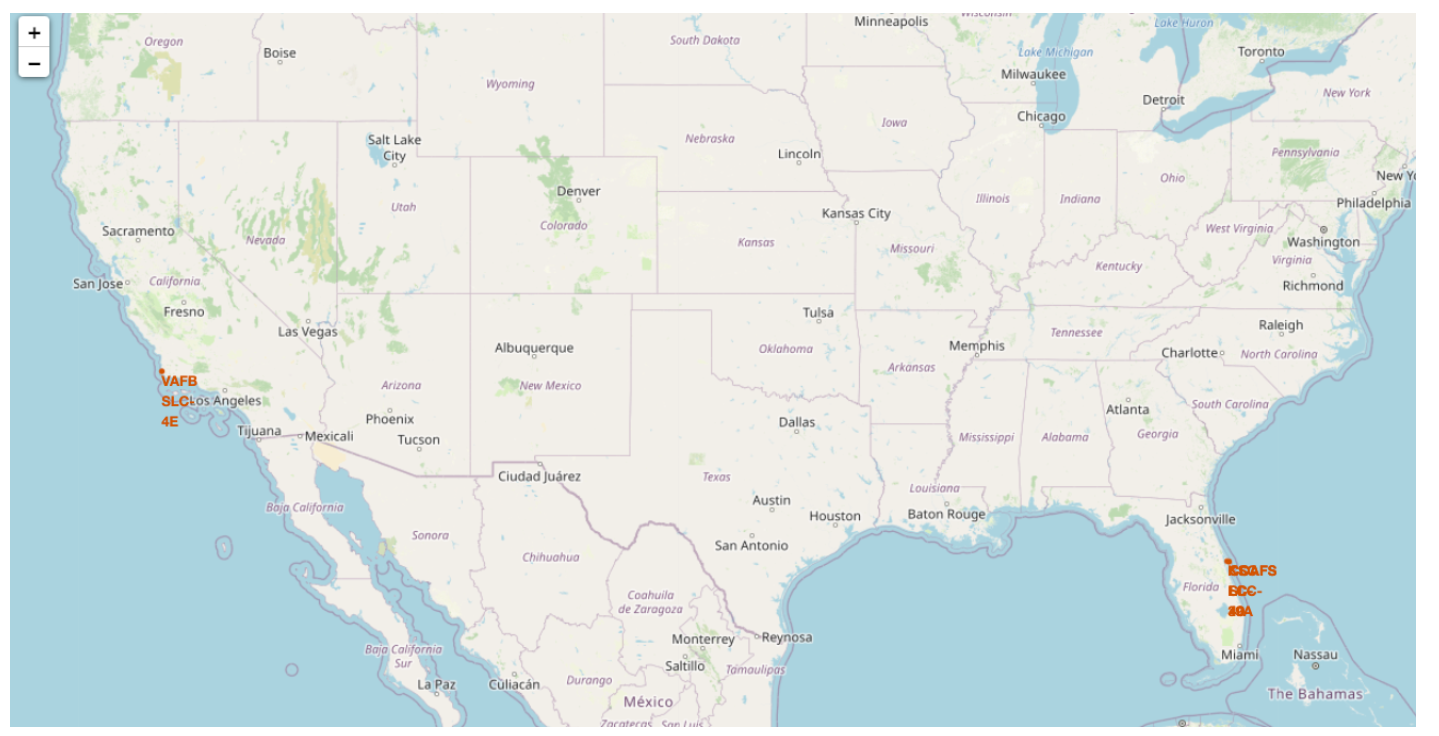 +
−
Oregon
Boise
South Dakota
Minneapolis
Wisconsin
Lake Huron
Toronto
Lake Michigan
Milwaukee
Wyoming
Detroit
New York
Iowa
Chicago
Nebraska
Salt Lake
City
Lincoln
Pennsylvania
Ohio
Denver
Utah
Kansas City
Illinois
Indiana
Philadelphia
Sacramento
Nevada
Colorado
Kansas
Missouri
West Virginia
Washington
Virginia
Kentucky
San Jose
California
Richmond
Fresno
Las Vegas
Tulsa
Tennessee
Raleigh
Albuquerque
Oklahoma
Memphis
Charlotte
North Carolina
Arkansas
VAFB
SLC-
4E
Los Angeles
Arizona
New Mexico
Phoenix
Atlanta
South Carolina
Tijuana
Mexicali
Tucson
Dallas
Mississippi
Alabama
Georgia
Ciudad Juárez
Texas
Louisiana
Baja California
Austin
Houston
Baton Rouge
Jacksonville
Sonora
San Antonio
Chihuahua
Florida
Coahuila
de Zaragoza
Baja California
Sur
Monterrey
Reynosa
Saltillo
Tamaulipas
Miami
Nassau
La Paz
Culiacán
Durango
México
The Bahamas
Zacatecas
San Luis